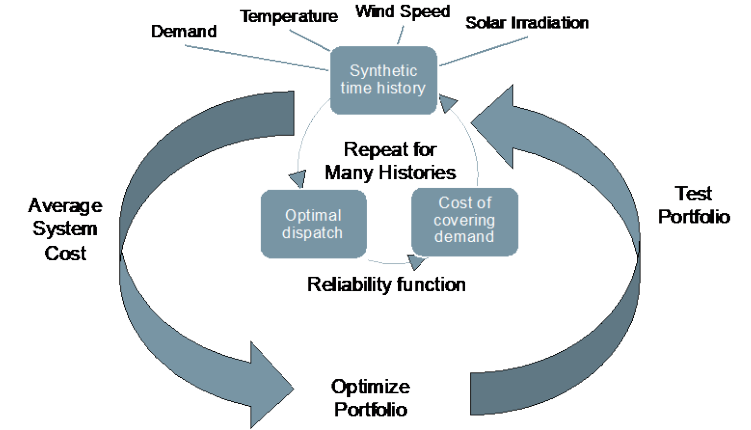 Wind Speed
Temperature
Solar Irradiation
Demand
Synthetic
time history
Repeat for
Many Histories
Average
System
Cost
Optimal
dispatch
Cost of
covering
demand
Test
Portfolio
Reliability function
Optimize
Portfolio